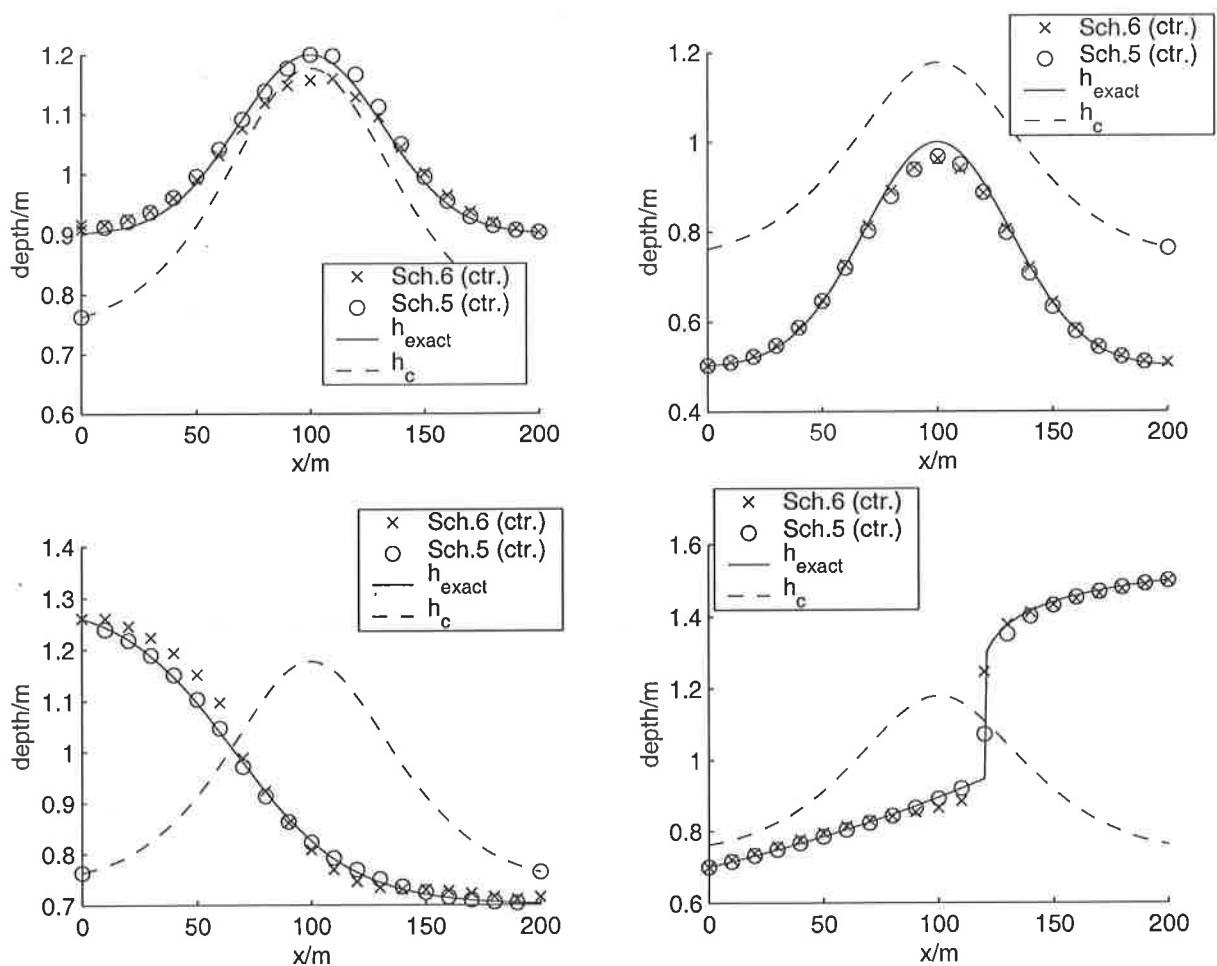 1.2
1.1
1
0.9
0.8
0.7
0.6
depth/m
0
50
100
150
200
x/m
Sch.6 (ctr.)
Sch.5 (ctr.)
h_exact
h_c
Sch.6 (ctr.)
Sch.5 (ctr.)
h_exact
h_c
1.2
1
0.8
0.6
0.4
depth/m
0
50
100
150
200
x/m
Sch.6 (ctr.)
Sch.5 (ctr.)
h_exact
h_c
1.4
1.3
1.2
1.1
1
0.9
0.8
0.7
depth/m
0
50
100
150
200
x/m
Sch.6 (ctr.)
Sch.5 (ctr.)
h_exact
h_c
1.6
1.4
1.2
1
0.8
0.6
depth/m
0
50
100
150
200
x/m